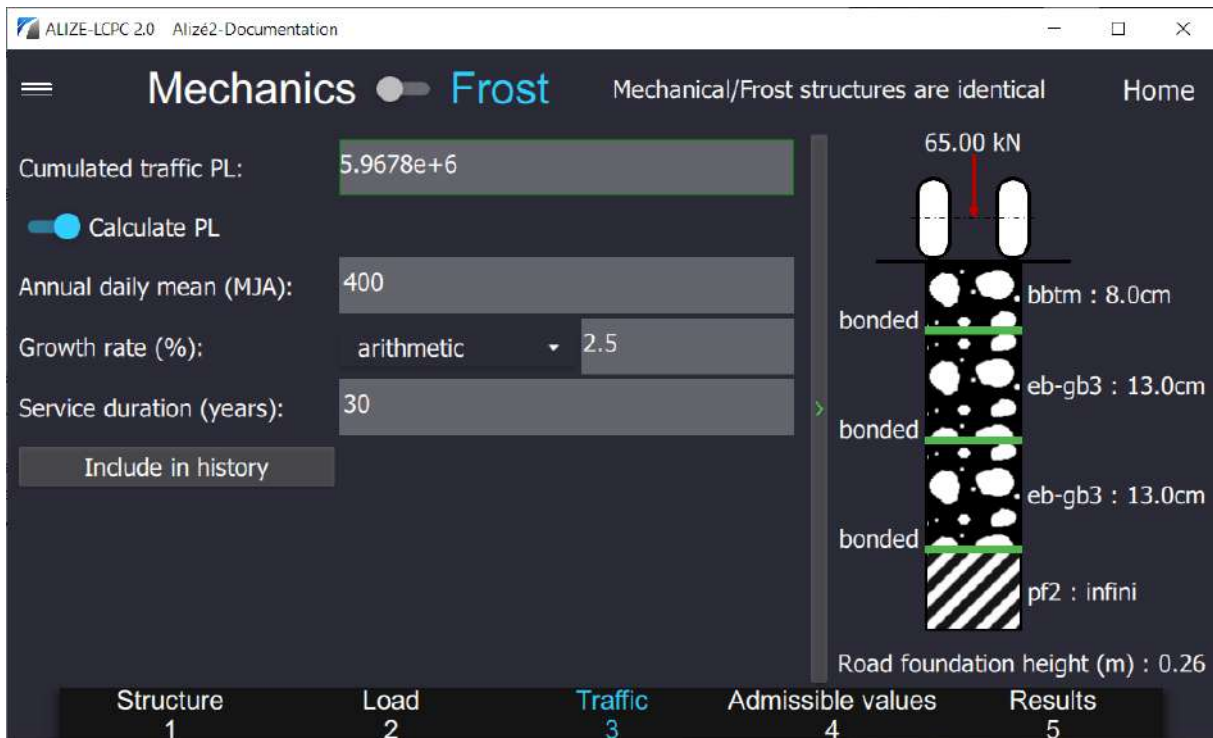 ALIZE-LCPC 2.0 Alizé2-Documentation
Mechanics Frost Mechanical/Frost structures are identical Home
Cumulated traffic PL: 5.9678e+6
Calculate PL
Annual daily mean (MJA): 400
Growth rate (%): arithmetic 2.5
Service duration (years): 30
Include in history
65.00 kN
bbtm : 8.0cm
bonded
eb-gb3 : 13.0cm
bonded
eb-gb3 : 13.0cm
bonded
pf2 : infini
Road foundation height (m) : 0.26
Structure Load Traffic Admissible values Results
1 2 3 4 5